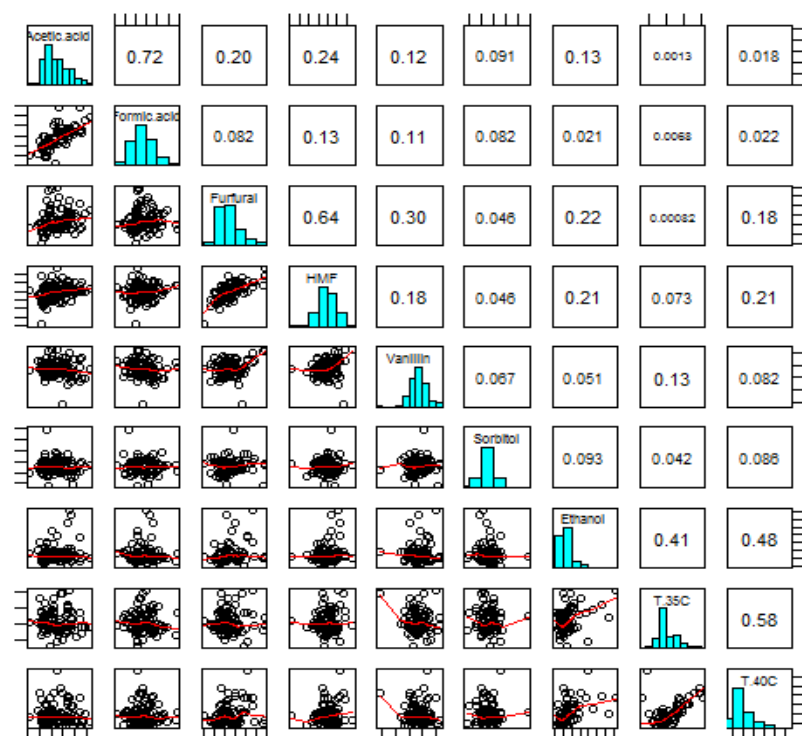 Acetic.acid 0.72 0.20 0.24 0.12 0.091 0.13 0.0013 0.018
Formic.acid 0.082 0.13 0.11 0.082 0.021 0.0068 0.022
Furfural 0.64 0.30 0.046 0.22 0.00082 0.18
HMF 0.18 0.046 0.21 0.073 0.21
Vanillin 0.067 0.051 0.13 0.082
Sorbitol 0.093 0.042 0.086
Ethanol 0.41 0.48
T.35C 0.58
T.40C